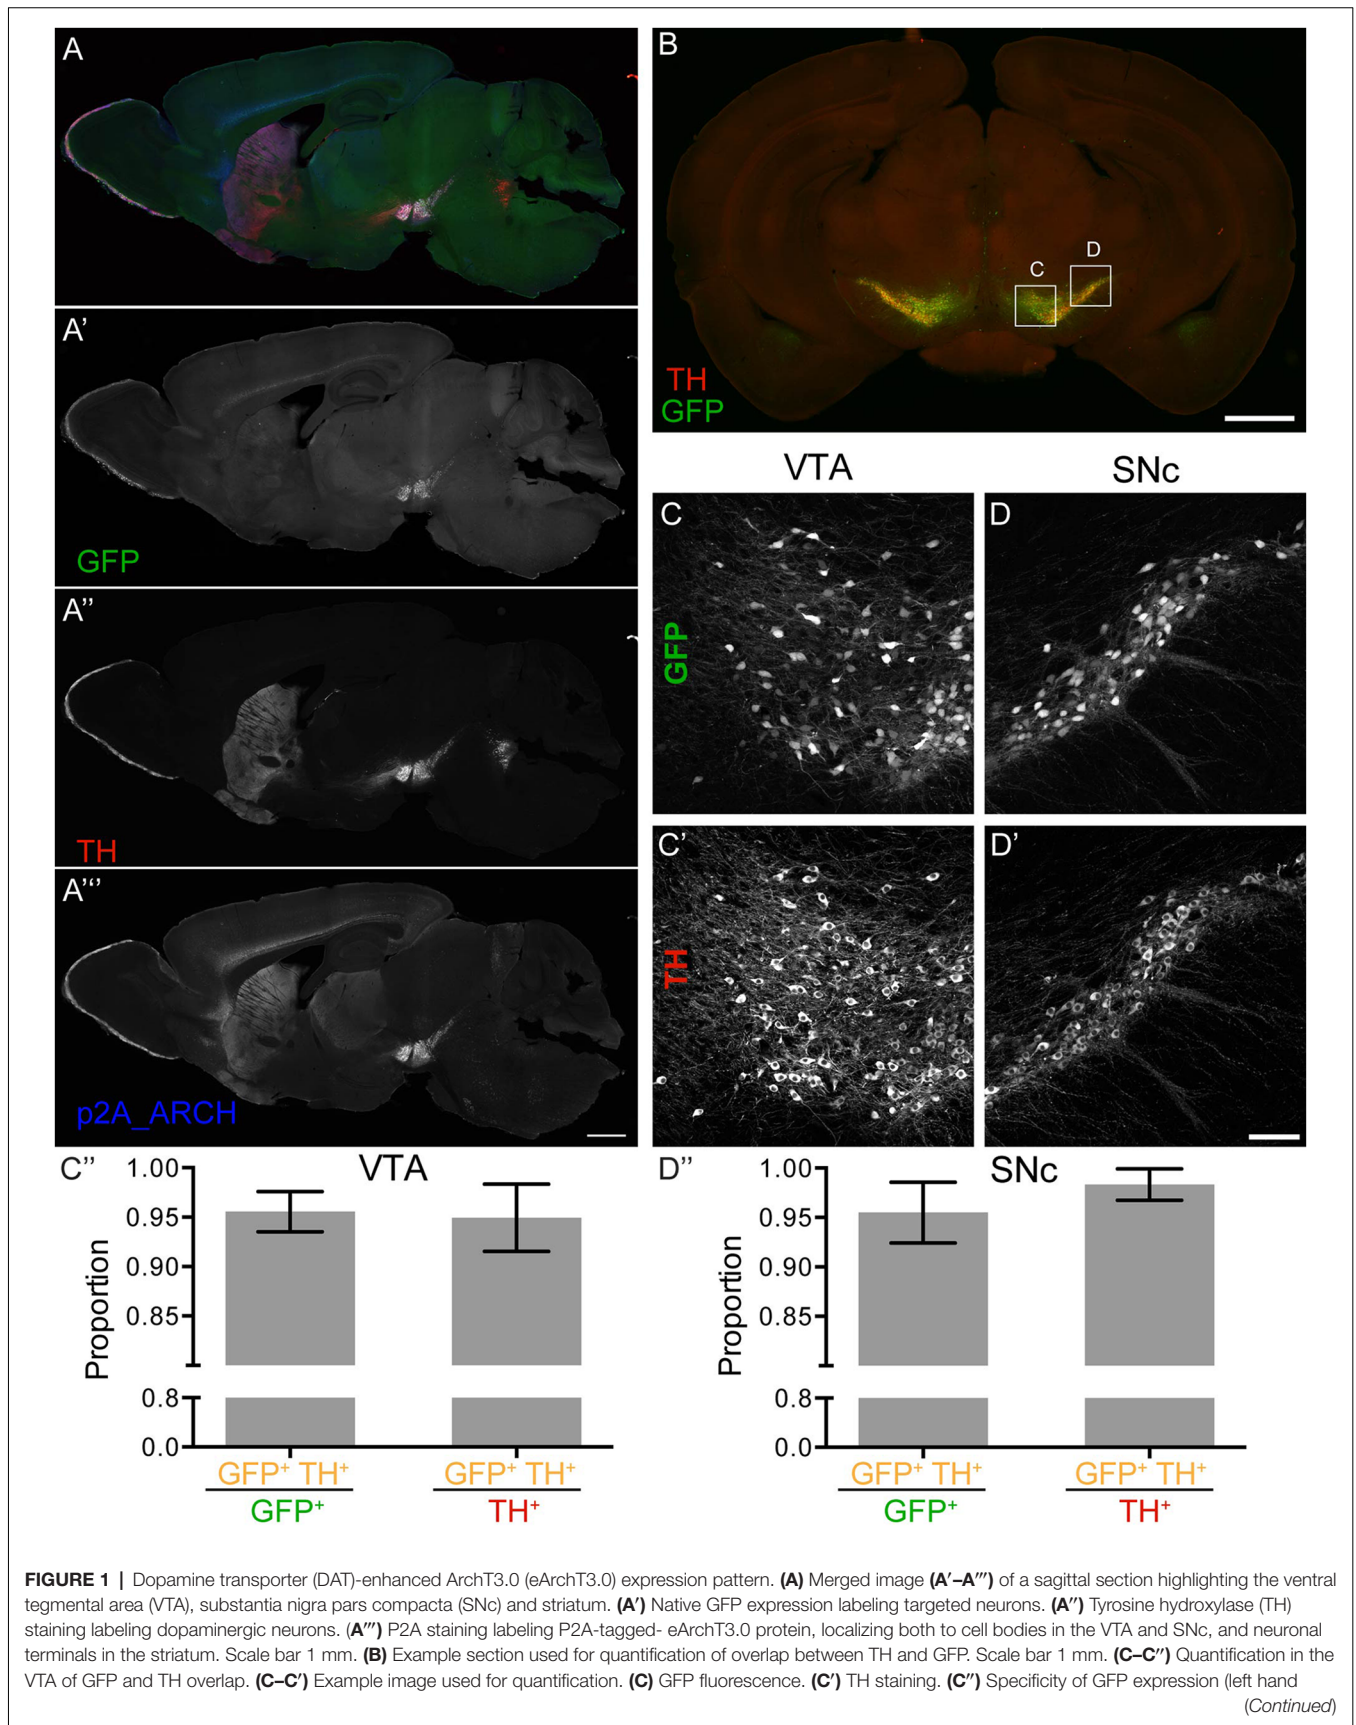 A
A′
GFP
A″
TH
A‴
p2A_ARCH
B
C
D
TH
GFP
VTA
SNc
C
D
GFP
C’
D’
TH
C’’
VTA
1.00
0.95
0.90
0.85
0.8
0.0
Proportion
GFP⁺ TH⁺
GFP⁺
GFP⁺ TH⁺
TH⁺
D’’
SNc
1.00
0.95
0.90
0.85
0.8
0.0
Proportion
GFP⁺ TH⁺
GFP⁺
GFP⁺ TH⁺
TH⁺
FIGURE 1 | Dopamine transporter (DAT)-enhanced ArchT3.0 (eArchT3.0) expression pattern. (A) Merged image (A′–A‴) of a sagittal section highlighting the ventral
tegmental area (VTA), substantia nigra pars compacta (SNc) and striatum. (A′) Native GFP expression labeling targeted neurons. (A″) Tyrosine hydroxylase (TH)
staining labeling dopaminergic neurons. (A‴) P2A staining labeling P2A-tagged- eArchT3.0 protein, localizing both to cell bodies in the VTA and SNc, and neuronal
terminals in the striatum. Scale bar 1 mm. (B) Example section used for quantification of overlap between TH and GFP. Scale bar 1 mm. (C–C″) Quantification in the
VTA of GFP and TH overlap. (C–C′) Example image used for quantification. (C) GFP fluorescence. (C′) TH staining. (C″) Specificity of GFP expression (left hand
(Continued)